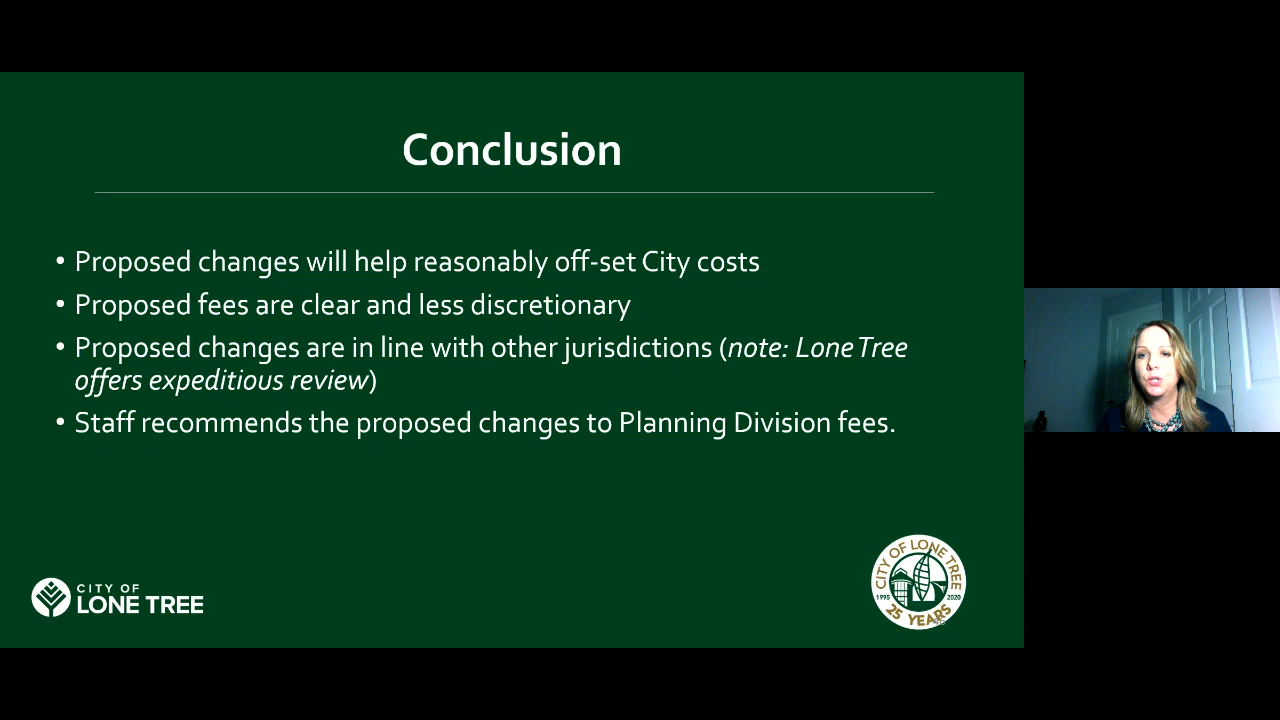 Conclusion
• Proposed changes will help reasonably off-set City costs
• Proposed fees are clear and less discretionary
• Proposed changes are in line with other jurisdictions (note: Lone Tree
offers expeditious review)
• Staff recommends the proposed changes to Planning Division fees.
CITY OF
LONE TREE
CITY OF LONE TREE
1995 2020
25 YEARS